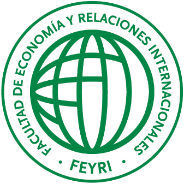 FACULTAD DE ECONOMÍA Y RELACIONES INTERNACIONALES
· FEYRI ·